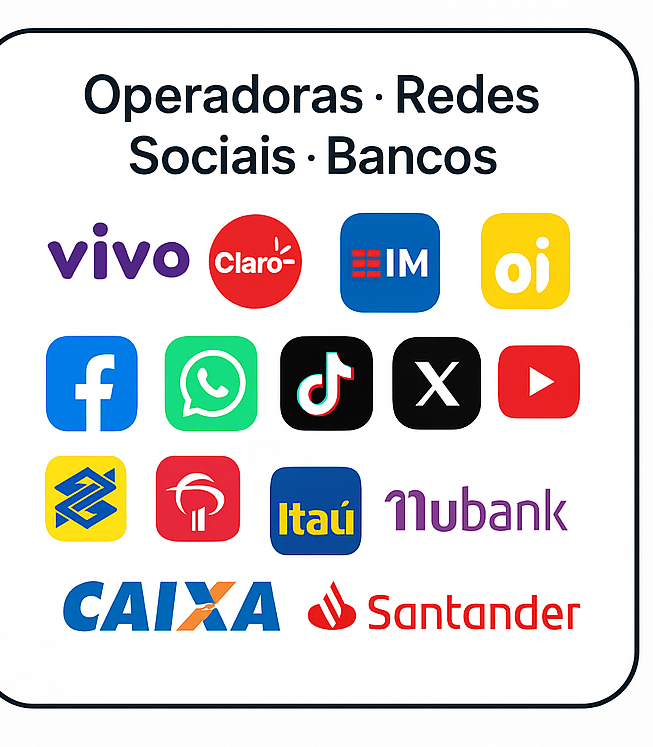 Operadoras · Redes
Sociais · Bancos
vivo Claro IM oi
f X
Itaú nubank
CAIXA Santander